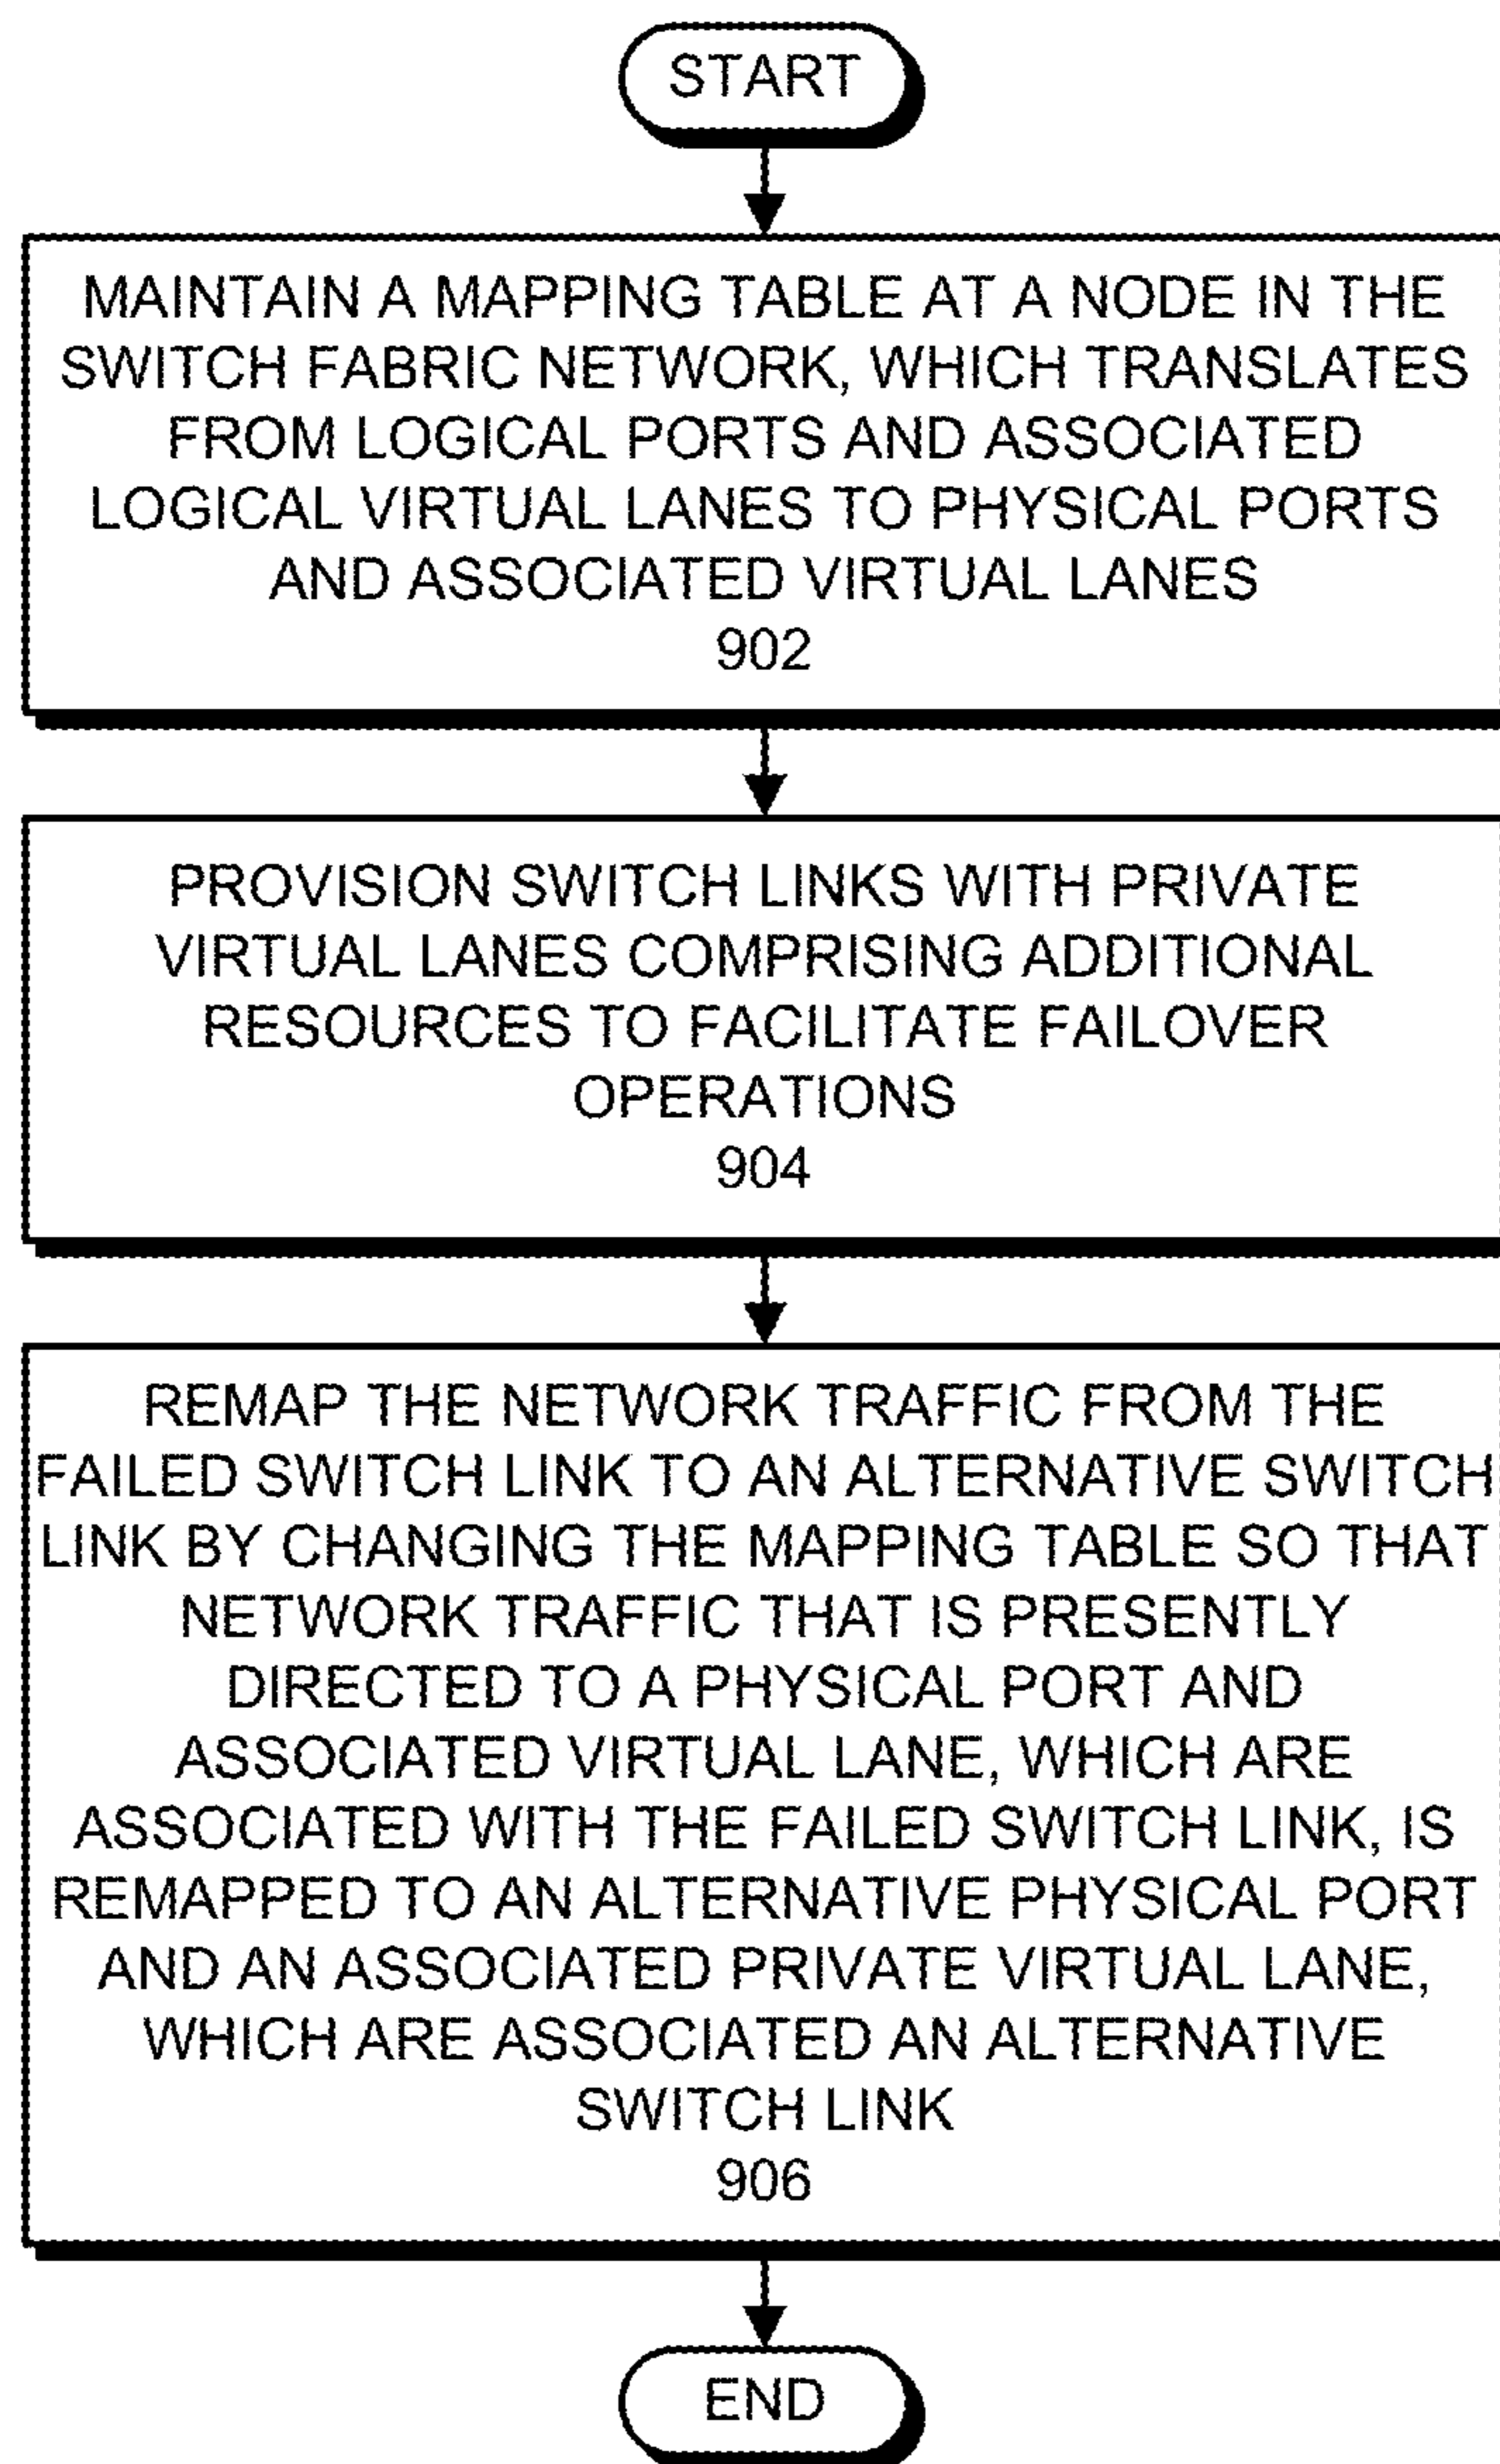 START
MAINTAIN A MAPPING TABLE AT A NODE IN THE
SWITCH FABRIC NETWORK, WHICH TRANSLATES
FROM LOGICAL PORTS AND ASSOCIATED
LOGICAL VIRTUAL LANES TO PHYSICAL PORTS
AND ASSOCIATED VIRTUAL LANES
902
PROVISION SWITCH LINKS WITH PRIVATE
VIRTUAL LANES COMPRISING ADDITIONAL
RESOURCES TO FACILITATE FAILOVER
OPERATIONS
904
REMAP THE NETWORK TRAFFIC FROM THE
FAILED SWITCH LINK TO AN ALTERNATIVE SWITCH
LINK BY CHANGING THE MAPPING TABLE SO THAT
NETWORK TRAFFIC THAT IS PRESENTLY
DIRECTED TO A PHYSICAL PORT AND
ASSOCIATED VIRTUAL LANE, WHICH ARE
ASSOCIATED WITH THE FAILED SWITCH LINK, IS
REMAPPED TO AN ALTERNATIVE PHYSICAL PORT
AND AN ASSOCIATED PRIVATE VIRTUAL LANE,
WHICH ARE ASSOCIATED AN ALTERNATIVE
SWITCH LINK
906
END